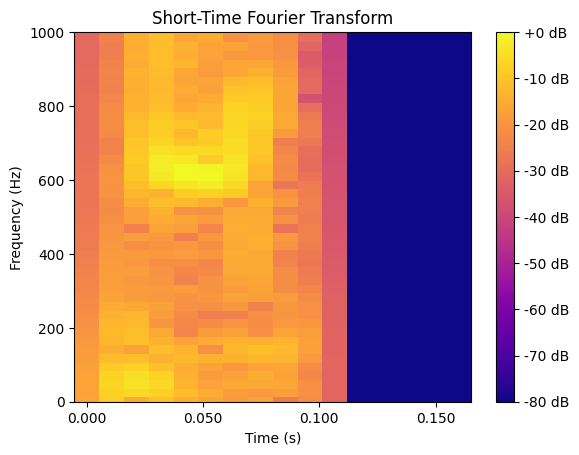 Short-Time Fourier Transform
Frequency (Hz)
1000
800
600
400
200
0
0.000
0.050
0.100
0.150
Time (s)
+0 dB
-10 dB
-20 dB
-30 dB
-40 dB
-50 dB
-60 dB
-70 dB
-80 dB